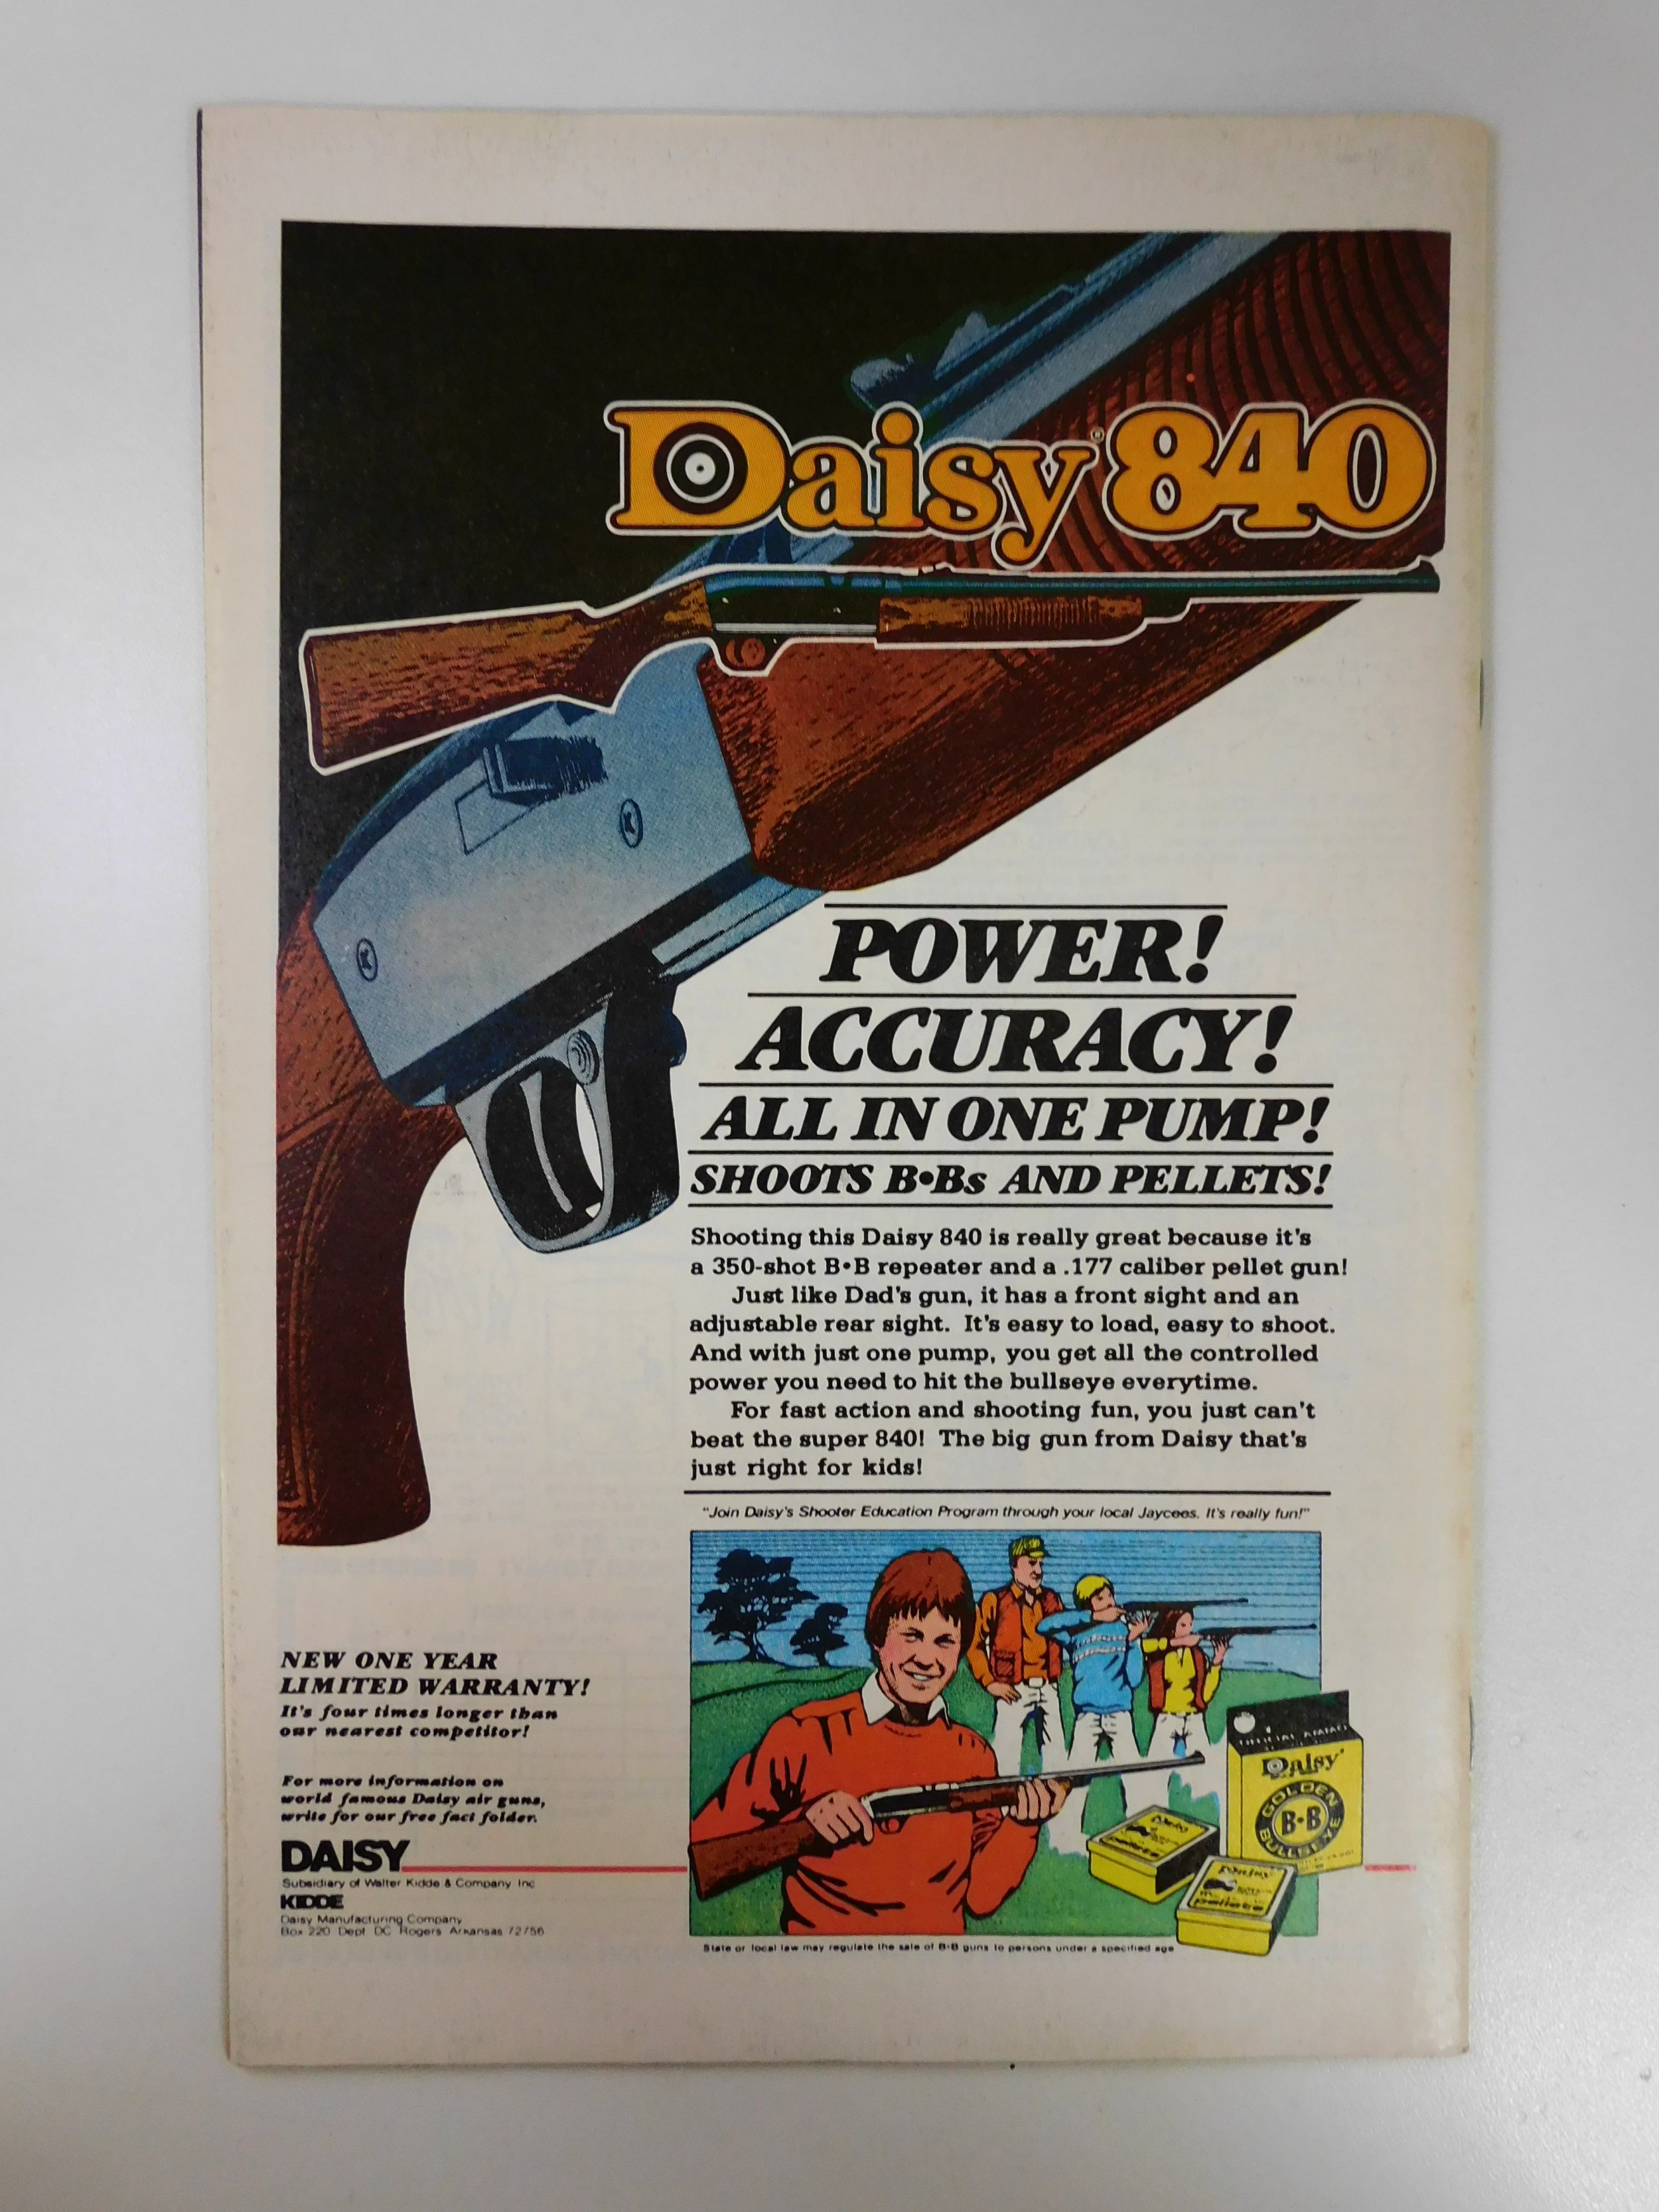 Daisy® 840
POWER!
ACCURACY!
ALL IN ONE PUMP!
SHOOTS B•Bs AND PELLETS!
Shooting this Daisy 840 is really great because it's
a 350-shot B•B repeater and a .177 caliber pellet gun!
Just like Dad's gun, it has a front sight and an
adjustable rear sight. It's easy to load, easy to shoot.
And with just one pump, you get all the controlled
power you need to hit the bullseye everytime.
For fast action and shooting fun, you just can't
beat the super 840! The big gun from Daisy that's
just right for kids!
"Join Daisy's Shooter Education Program through your local Jaycees. It's really fun!"
NEW ONE YEAR
LIMITED WARRANTY!
It's four times longer than
our nearest competitor!
For more information on
world famous Daisy air guns,
write for our free fact folder.
DAISY
Subsidiary of Walter Kidde & Company Inc
KIDDE
Daisy Manufacturing Company
Box 220 Dept DC Rogers Arkansas 72756
OFFICIAL AMMO
Daisy
GOLDEN
B•B
BULLSEYE
Daisy
pellets
Daisy
pellets
State or local law may regulate the sale of B•B guns to persons under a specified age